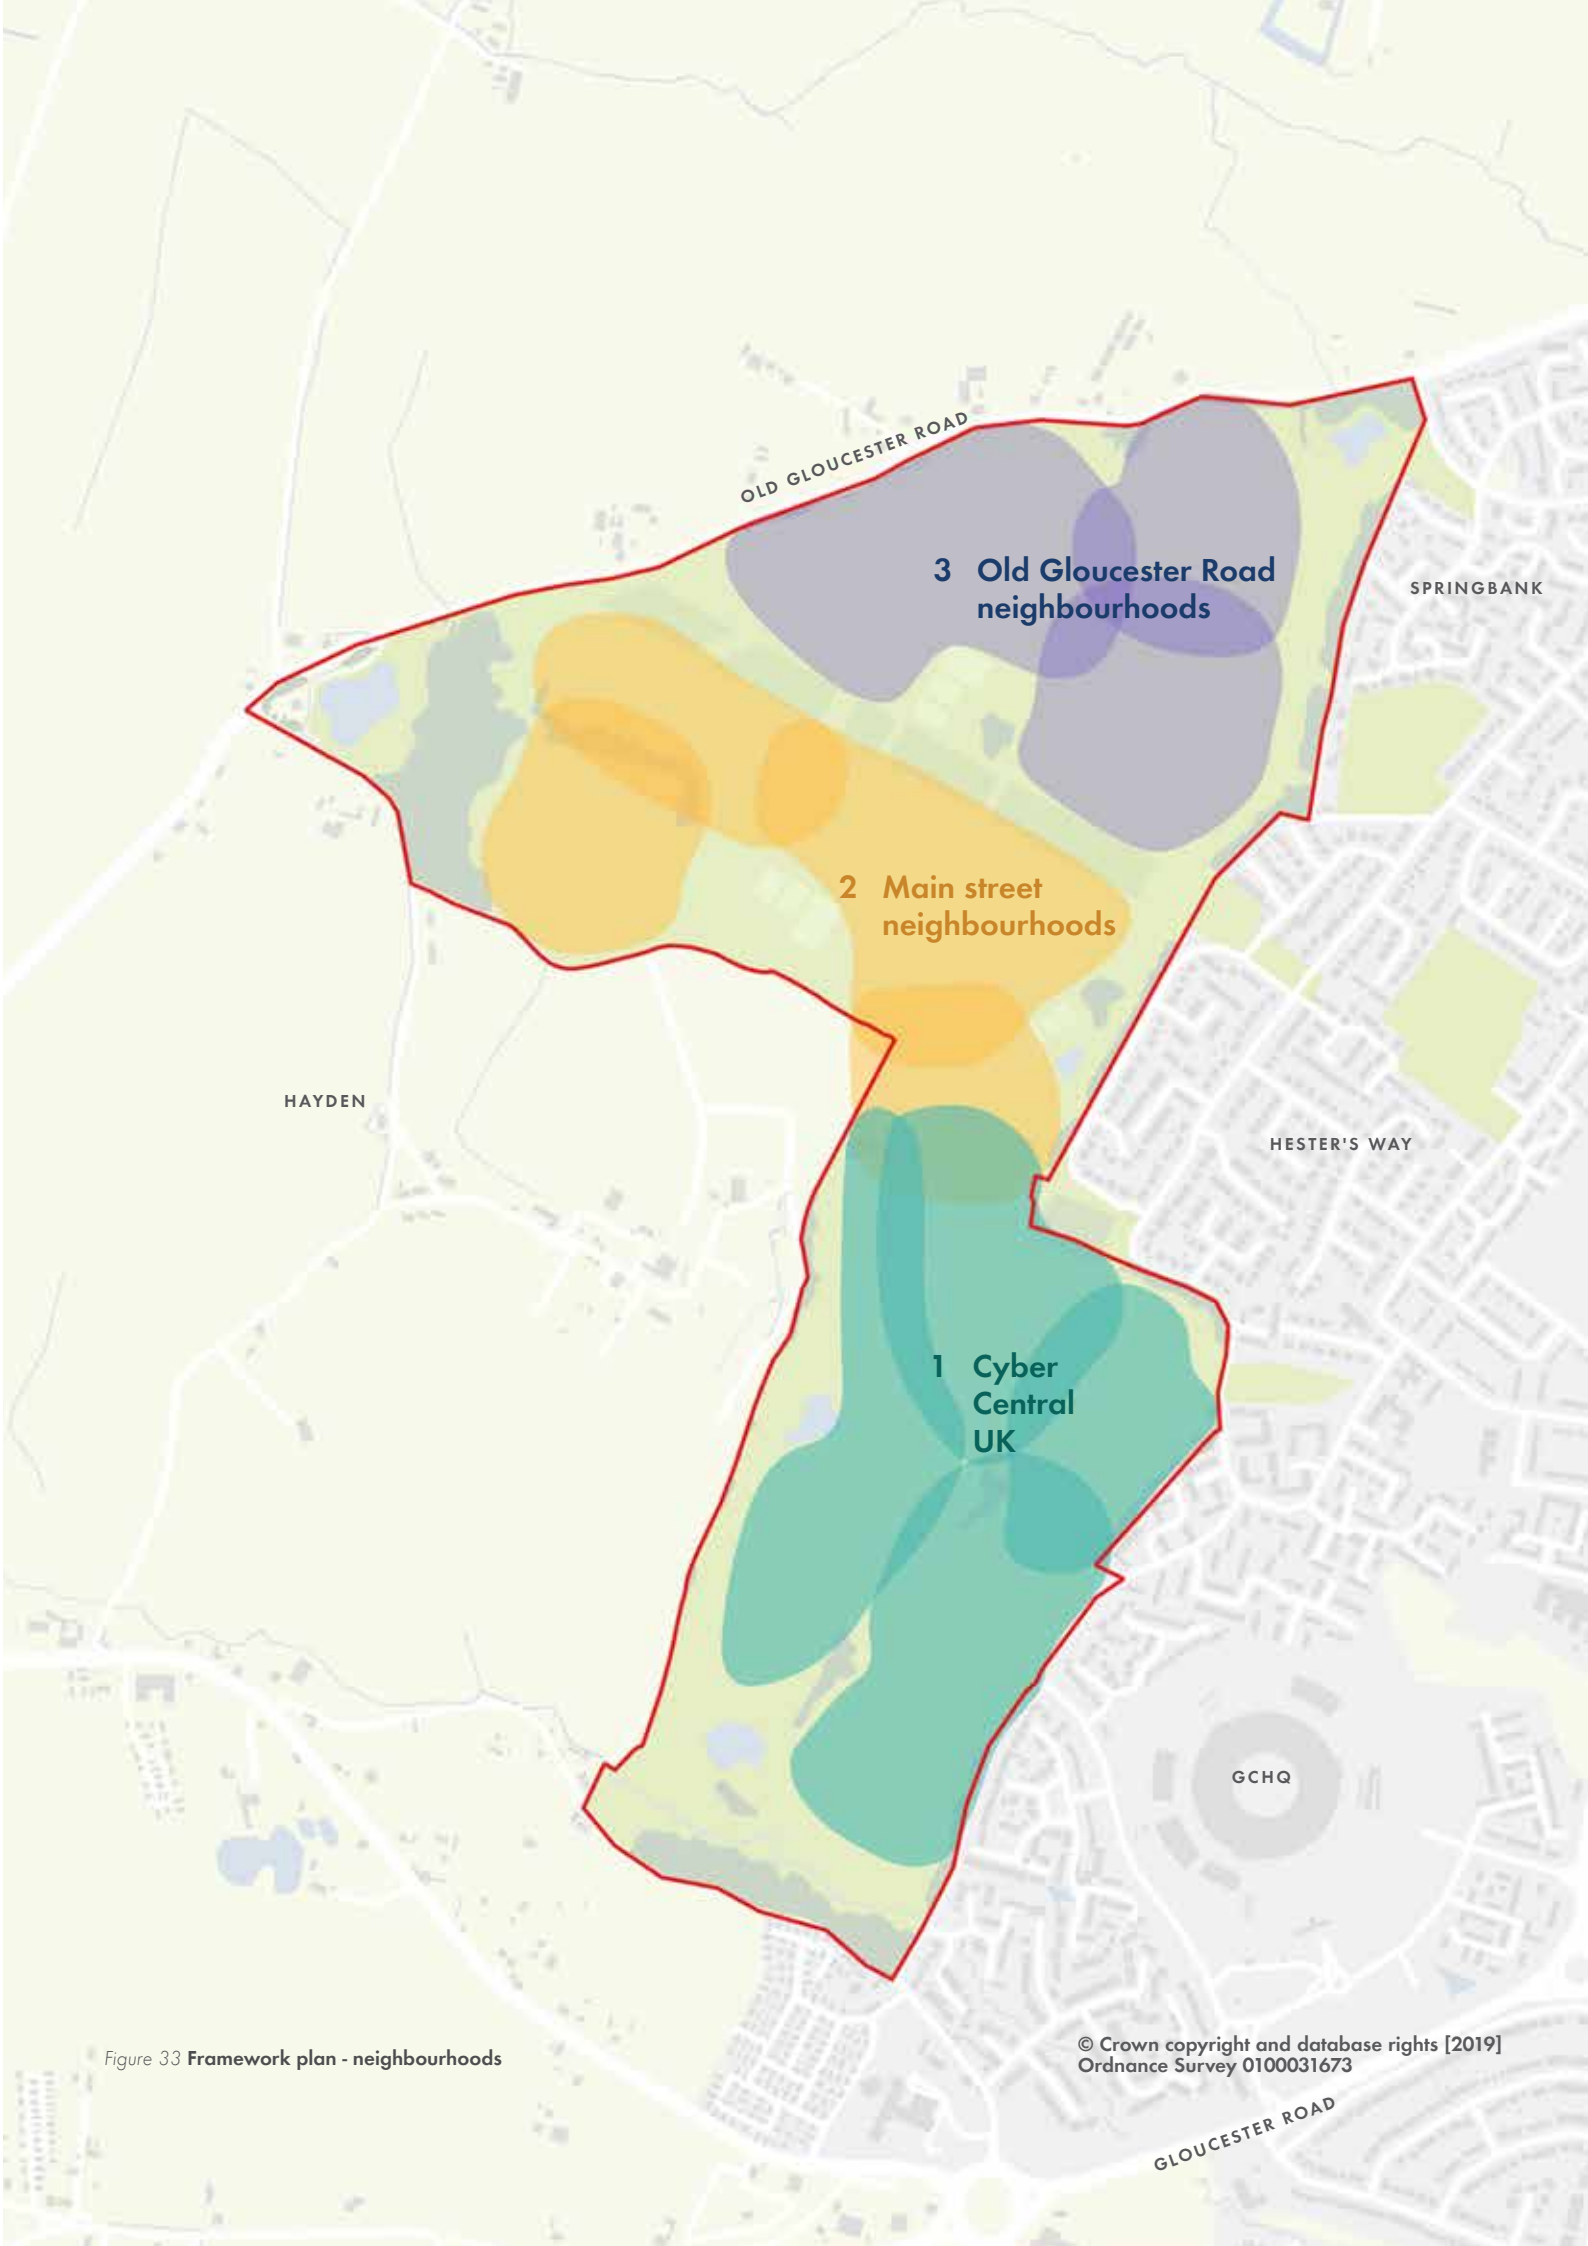 OLD GLOUCESTER ROAD
3 Old Gloucester Road
neighbourhoods
SPRINGBANK
2 Main street
neighbourhoods
HAYDEN
HESTER'S WAY
1 Cyber
Central
UK
GCHQ
Figure 33 Framework plan - neighbourhoods
© Crown copyright and database rights [2019]
Ordnance Survey 0100031673
GLOUCESTER ROAD